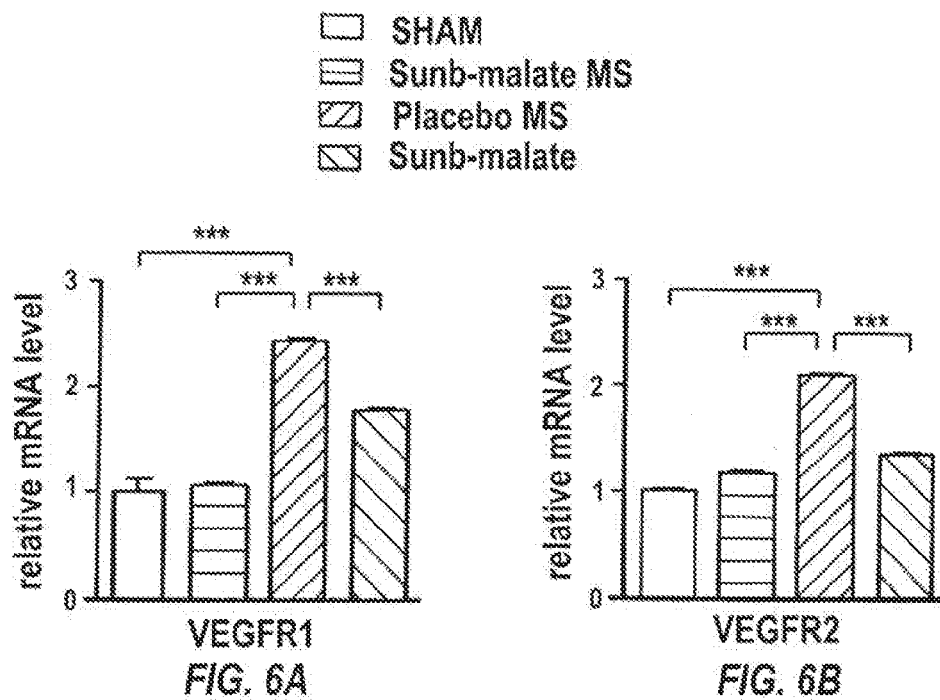 SHAM
Sunb-malate MS
Placebo MS
Sunb-malate
***
*** ***
3
2
1
0
relative mRNA level
VEGFR1
FIG. 6A
***
*** ***
3
2
1
0
relative mRNA level
VEGFR2
FIG. 6B